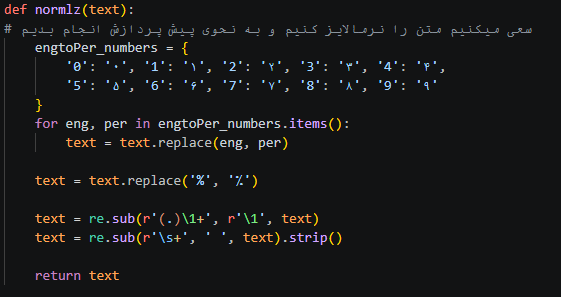 def normlz(text):
# سعی میکنیم متن را نرمالایز کنیم و به نحوی پیش پردازش انجام بدیم
    engtoPer_numbers = {
        '0': '۰', '1': '۱', '2': '۲', '3': '۳', '4': '۴',
        '5': '۵', '6': '۶', '7': '۷', '8': '۸', '9': '۹'
    }
    for eng, per in engtoPer_numbers.items():
        text = text.replace(eng, per)
    text = text.replace('%', '٪')
    text = re.sub(r'(.)\1+', r'\1', text)
    text = re.sub(r'\s+', ' ', text).strip()
    return text